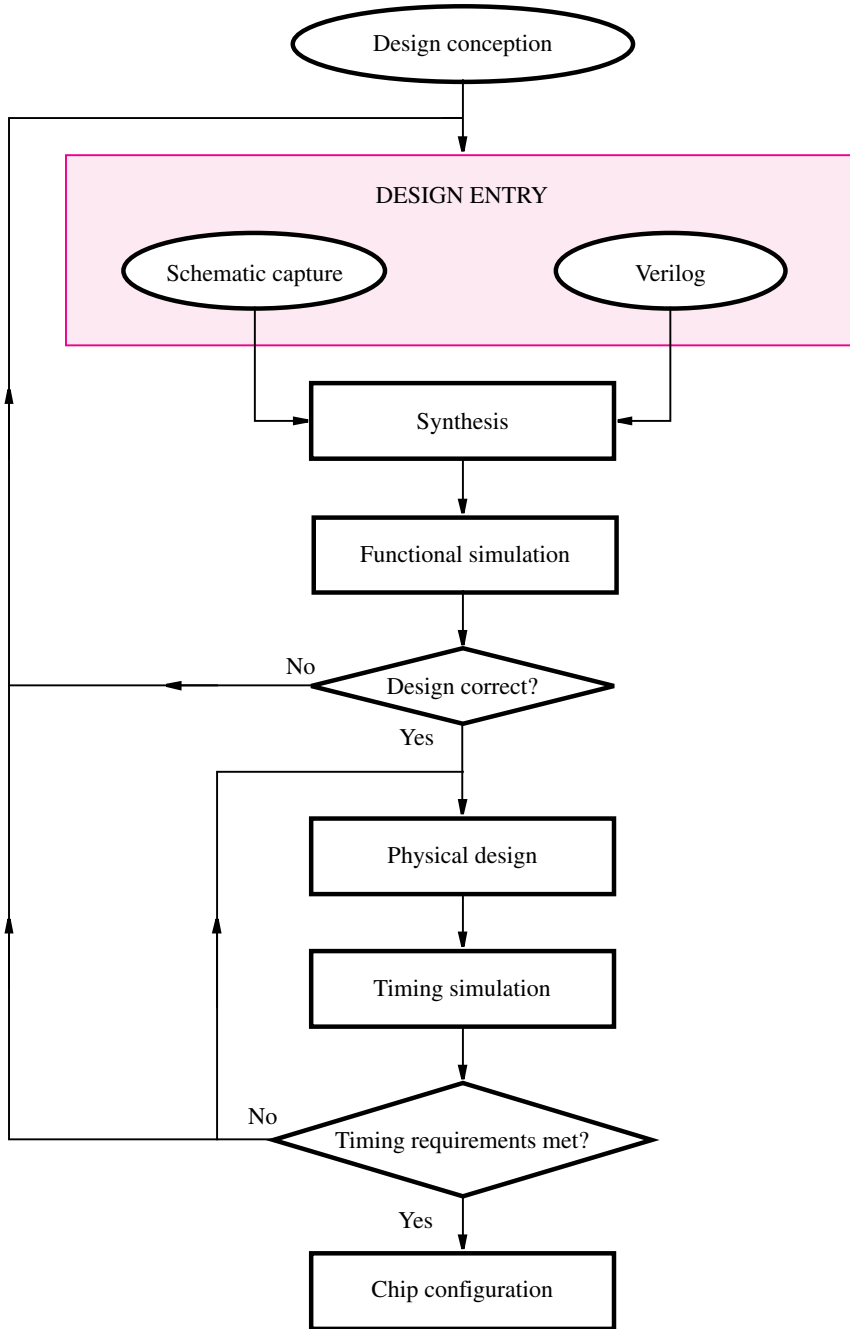 Design conception
DESIGN ENTRY
Schematic capture
Verilog
Synthesis
Functional simulation
No
Design correct?
Yes
Physical design
Timing simulation
No
Timing requirements met?
Yes
Chip configuration